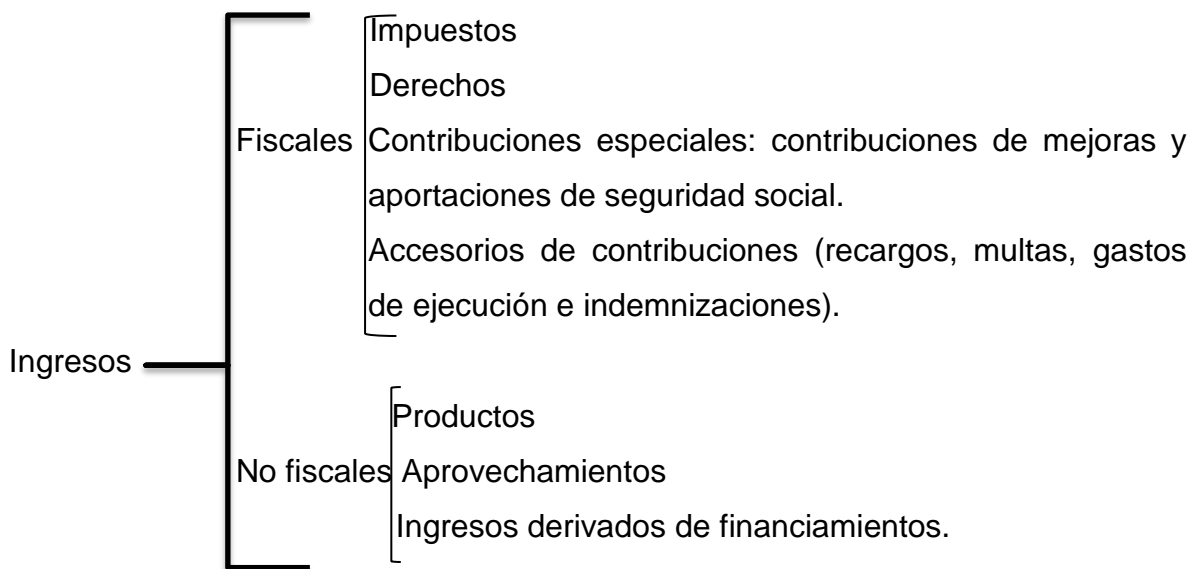 Impuestos
Derechos
Fiscales
Contribuciones especiales: contribuciones de mejoras y
aportaciones de seguridad social.
Accesorios de contribuciones (recargos, multas, gastos
de ejecución e indemnizaciones).
Ingresos
Productos
No fiscales
Aprovechamientos
Ingresos derivados de financiamientos.